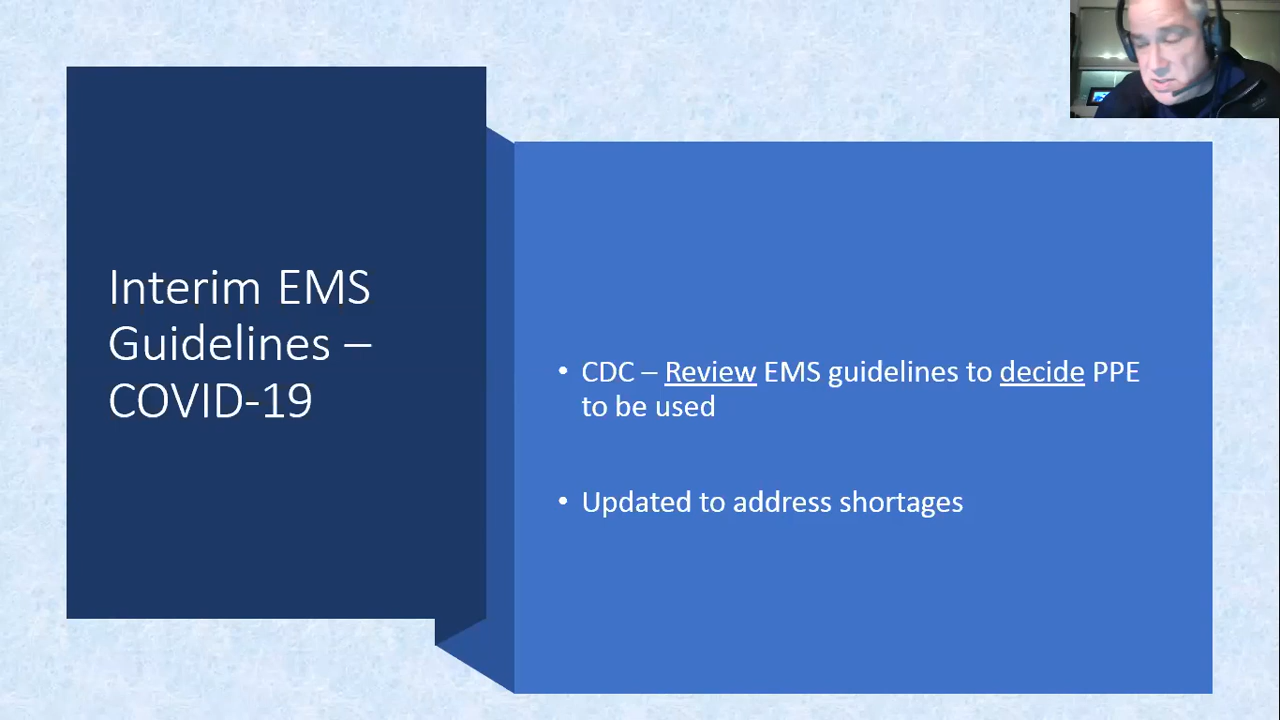 Interim EMS
Guidelines –
COVID-19
• CDC – Review EMS guidelines to decide PPE
to be used
• Updated to address shortages